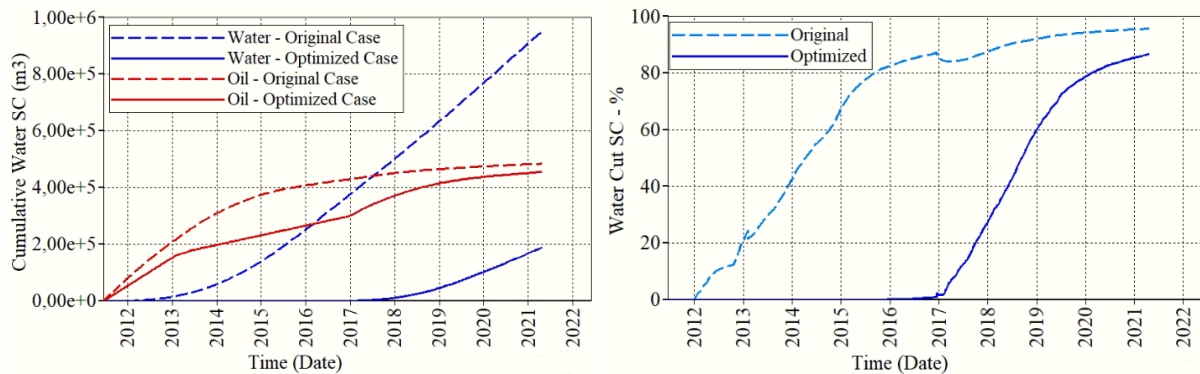 1,00e+6
8,00e+5
6,00e+5
4,00e+5
2,00e+5
0,00e+0
Cumulative Water SC (m3)
Water - Original Case
Water - Optimized Case
Oil - Original Case
Oil - Optimized Case
2012 2013 2014 2015 2016 2017 2018 2019 2020 2021 2022
Time (Date)
100
80
60
40
20
0
Water Cut SC - %
Original
Optimized
2012 2013 2014 2015 2016 2017 2018 2019 2020 2021 2022
Time (Date)